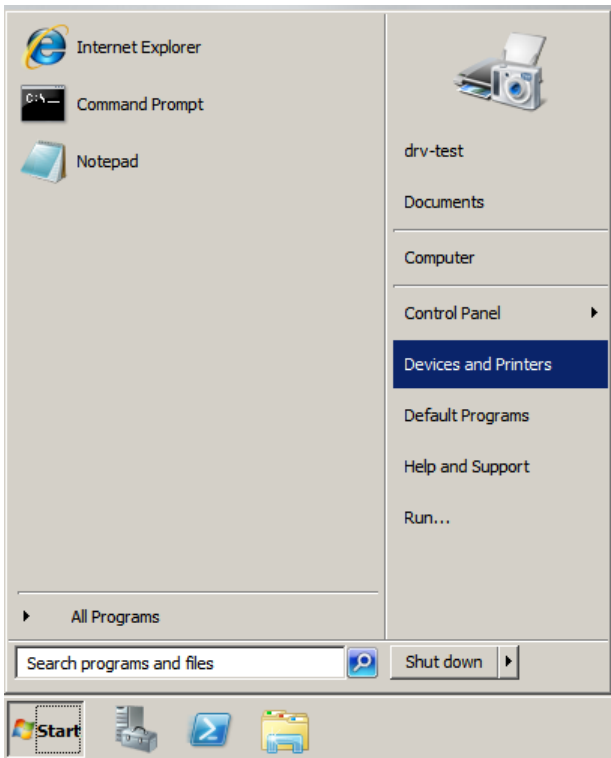 Internet Explorer
Command Prompt
Notepad
drv-test
Documents
Computer
Control Panel
Devices and Printers
Default Programs
Help and Support
Run...
All Programs
Search programs and files
Shut down
Start